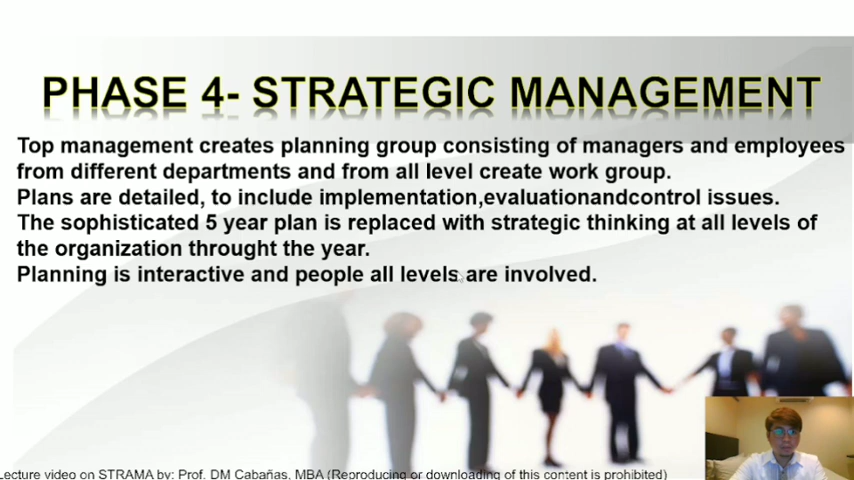 PHASE 4- STRATEGIC MANAGEMENT
Top management creates planning group consisting of managers and employees
from different departments and from all level create work group.
Plans are detailed, to include implementation,evaluationandcontrol issues.
The sophisticated 5 year plan is replaced with strategic thinking at all levels of
the organization throught the year.
Planning is interactive and people all levels are involved.
Lecture video on STRAMA by: Prof. DM Cabañas, MBA (Reproducing or downloading of this content is prohibited)